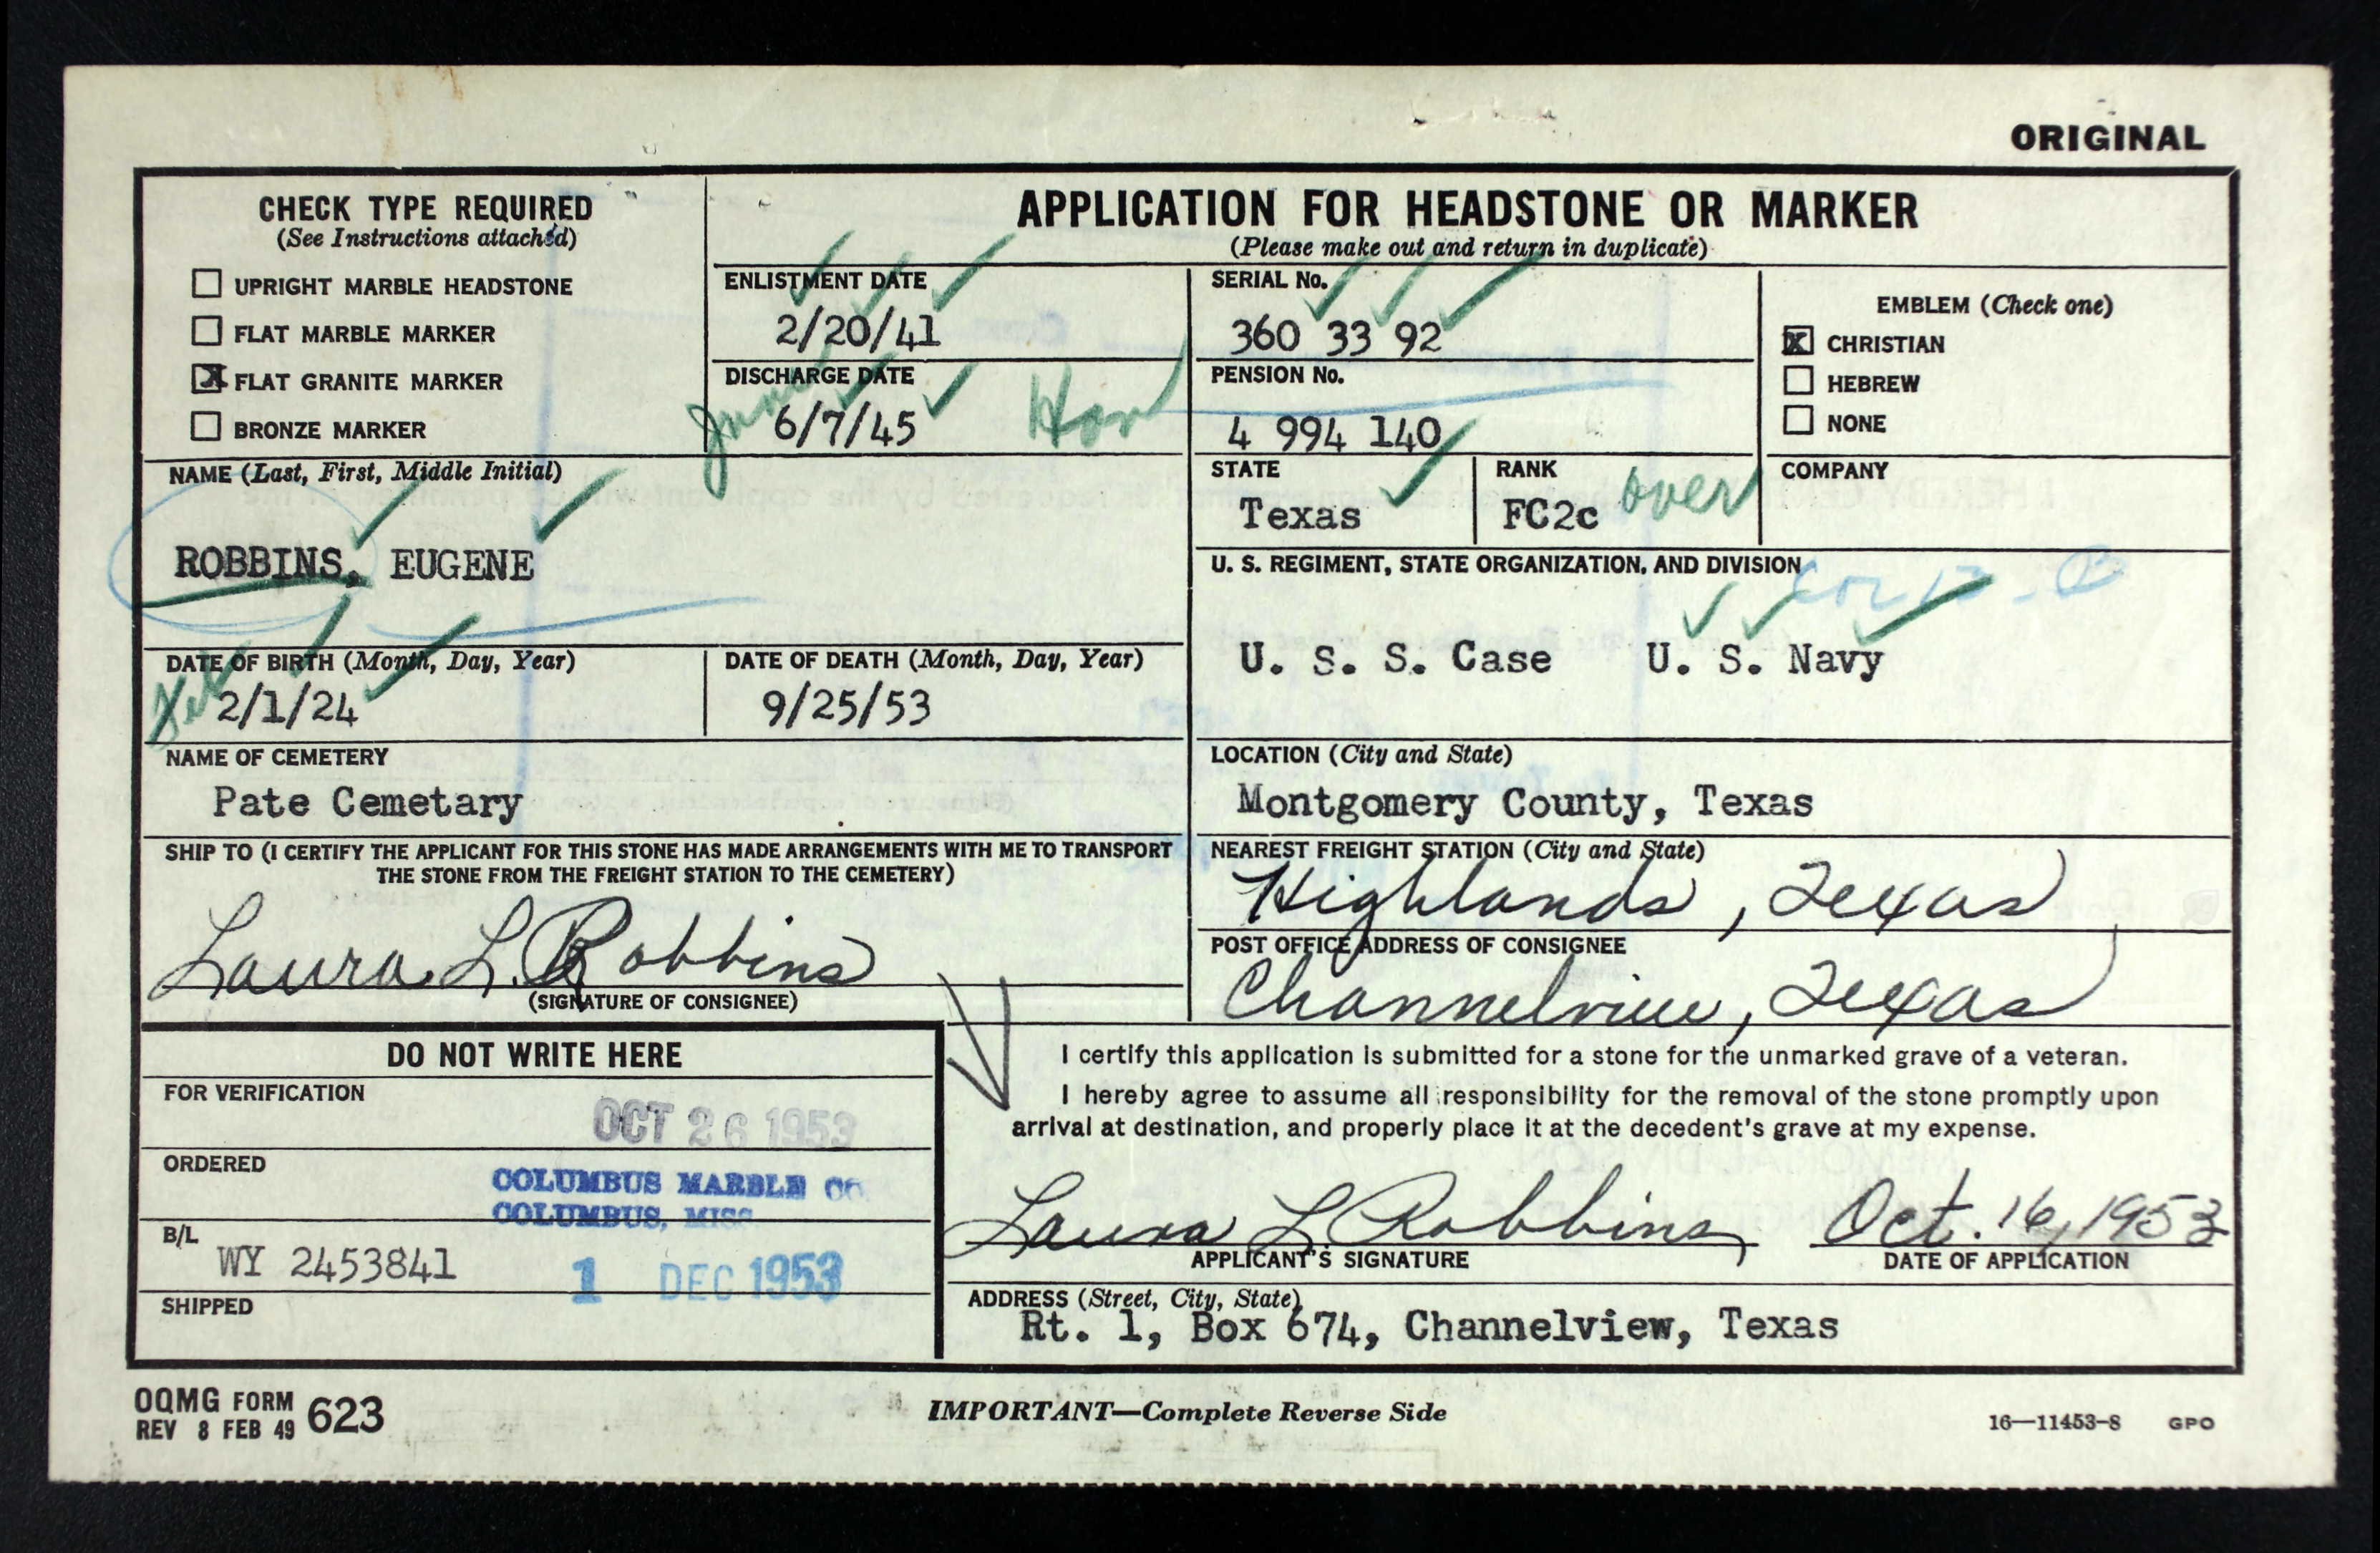 ORIGINAL
CHECK TYPE REQUIRED
(See Instructions attached)
UPRIGHT MARBLE HEADSTONE
FLAT MARBLE MARKER
X FLAT GRANITE MARKER
BRONZE MARKER
APPLICATION FOR HEADSTONE OR MARKER
(Please make out and return in duplicate)
ENLISTMENT DATE
2/20/41
DISCHARGE DATE
June
6/7/45
Hon
SERIAL No.
360 33 92
PENSION No.
4 994 140
EMBLEM (Check one)
X CHRISTIAN
HEBREW
NONE
NAME (Last, First, Middle Initial)
ROBBINS, EUGENE
STATE
Texas
RANK
FC2c over
COMPANY
U. S. REGIMENT, STATE ORGANIZATION, AND DIVISION
U. S. S. Case U. S. Navy
DATE OF BIRTH (Month, Day, Year)
Feb
2/1/24
DATE OF DEATH (Month, Day, Year)
9/25/53
NAME OF CEMETERY
Pate Cemetary
LOCATION (City and State)
Montgomery County, Texas
SHIP TO (I CERTIFY THE APPLICANT FOR THIS STONE HAS MADE ARRANGEMENTS WITH ME TO TRANSPORT
THE STONE FROM THE FREIGHT STATION TO THE CEMETERY)
Laura L. Robbins
(SIGNATURE OF CONSIGNEE)
NEAREST FREIGHT STATION (City and State)
Highlands, Texas
POST OFFICE ADDRESS OF CONSIGNEE
Channelview, Texas
DO NOT WRITE HERE
FOR VERIFICATION
OCT 26 1953
ORDERED
COLUMBUS MARBLE CO.
COLUMBUS, MISS.
B/L
WY 2453841
1 DEC 1953
SHIPPED
I certify this application is submitted for a stone for the unmarked grave of a veteran.
I hereby agree to assume all responsibility for the removal of the stone promptly upon
arrival at destination, and properly place it at the decedent's grave at my expense.
Laura L Robbins Oct. 16, 1953
APPLICANT'S SIGNATURE DATE OF APPLICATION
ADDRESS (Street, City, State)
Rt. 1, Box 674, Channelview, Texas
OQMG FORM 623
REV 8 FEB 49
IMPORTANT—Complete Reverse Side
16—11453-8 GPO